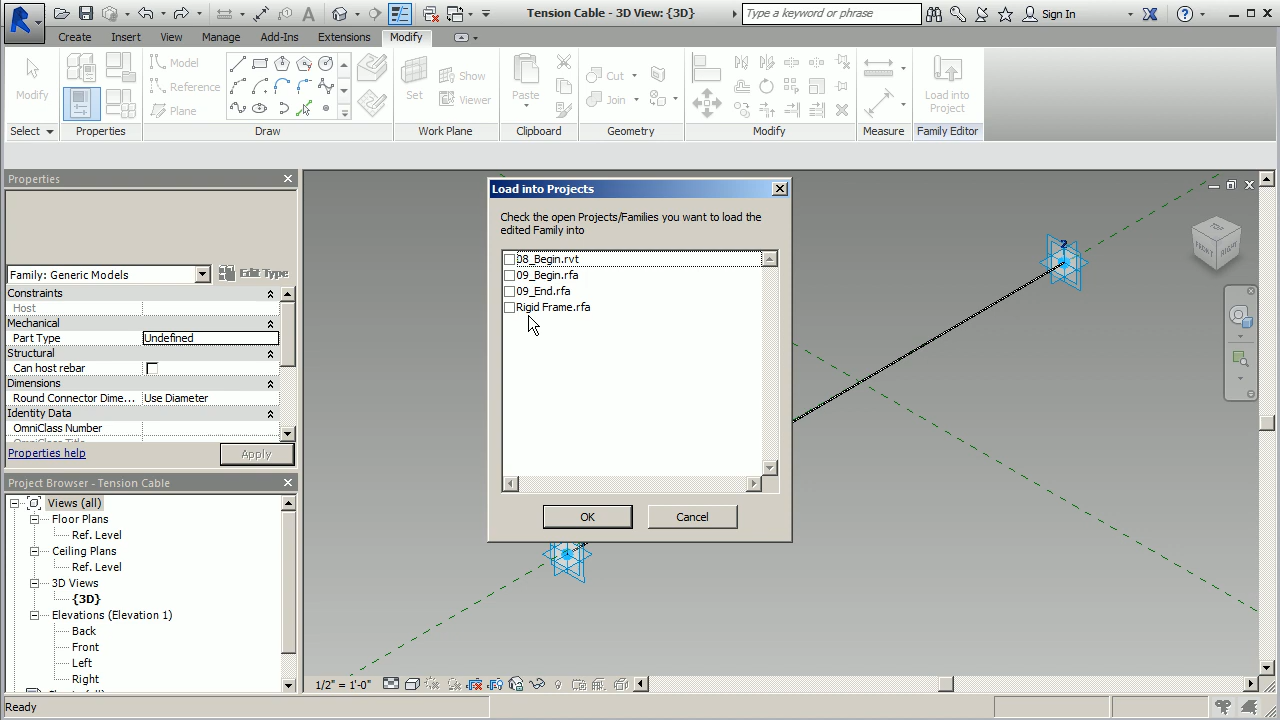 Tension Cable - 3D View: {3D}
Type a keyword or phrase
Sign In
Create Insert View Manage Add-Ins Extensions Modify
Modify
Model
Reference
Plane
Set
Show
Viewer
Paste
Cut
Join
Load into
Project
Select Properties Draw Work Plane Clipboard Geometry Modify Measure Family Editor
Properties
Family: Generic Models
Edit Type
Constraints
Host
Mechanical
Part Type Undefined
Structural
Can host rebar
Dimensions
Round Connector Dime... Use Diameter
Identity Data
OmniClass Number
OmniClass Title
Properties help
Apply
Project Browser - Tension Cable
Views (all)
Floor Plans
Ref. Level
Ceiling Plans
Ref. Level
3D Views
{3D}
Elevations (Elevation 1)
Back
Front
Left
Right
Load into Projects
Check the open Projects/Families you want to load the
edited Family into
08_Begin.rvt
09_Begin.rfa
09_End.rfa
Rigid Frame.rfa
OK
Cancel
2
FRONT
RIGHT
1/2" = 1'-0"
Ready